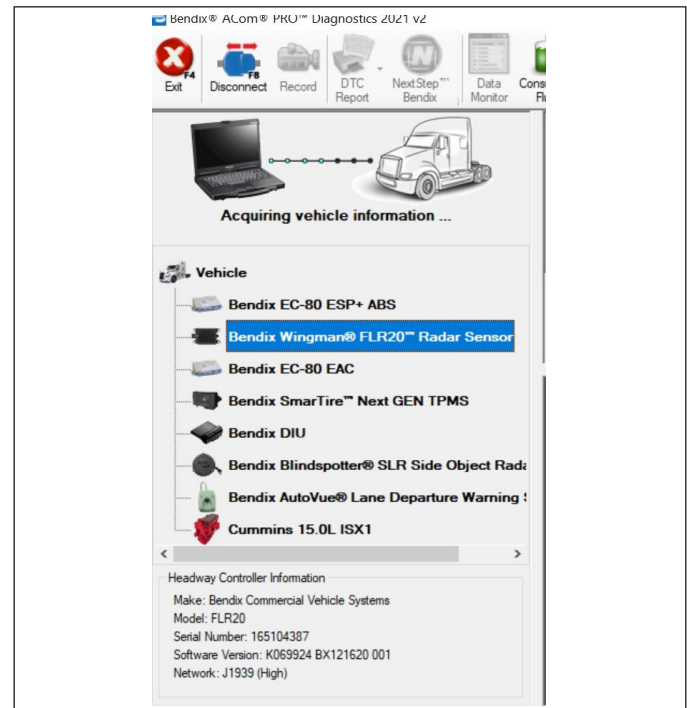 Bendix® ACom® PRO™ Diagnostics 2021 v2
F4
Exit
F8
Disconnect
Record
DTC
Report
NextStep™
Bendix
Data
Monitor
Acquiring vehicle information ...
Vehicle
Bendix EC-80 ESP+ ABS
Bendix Wingman® FLR20™ Radar Sensor
Bendix EC-80 EAC
Bendix SmarTire™ Next GEN TPMS
Bendix DIU
Bendix Blindspotter® SLR Side Object
Bendix AutoVue® Lane Departure Warning
Cummins 15.0L ISX1
Headway Controller Information
Make: Bendix Commercial Vehicle Systems
Model: FLR20
Serial Number: 165104387
Software Version: K069924 BX121620 001
Network: J1939 (High)